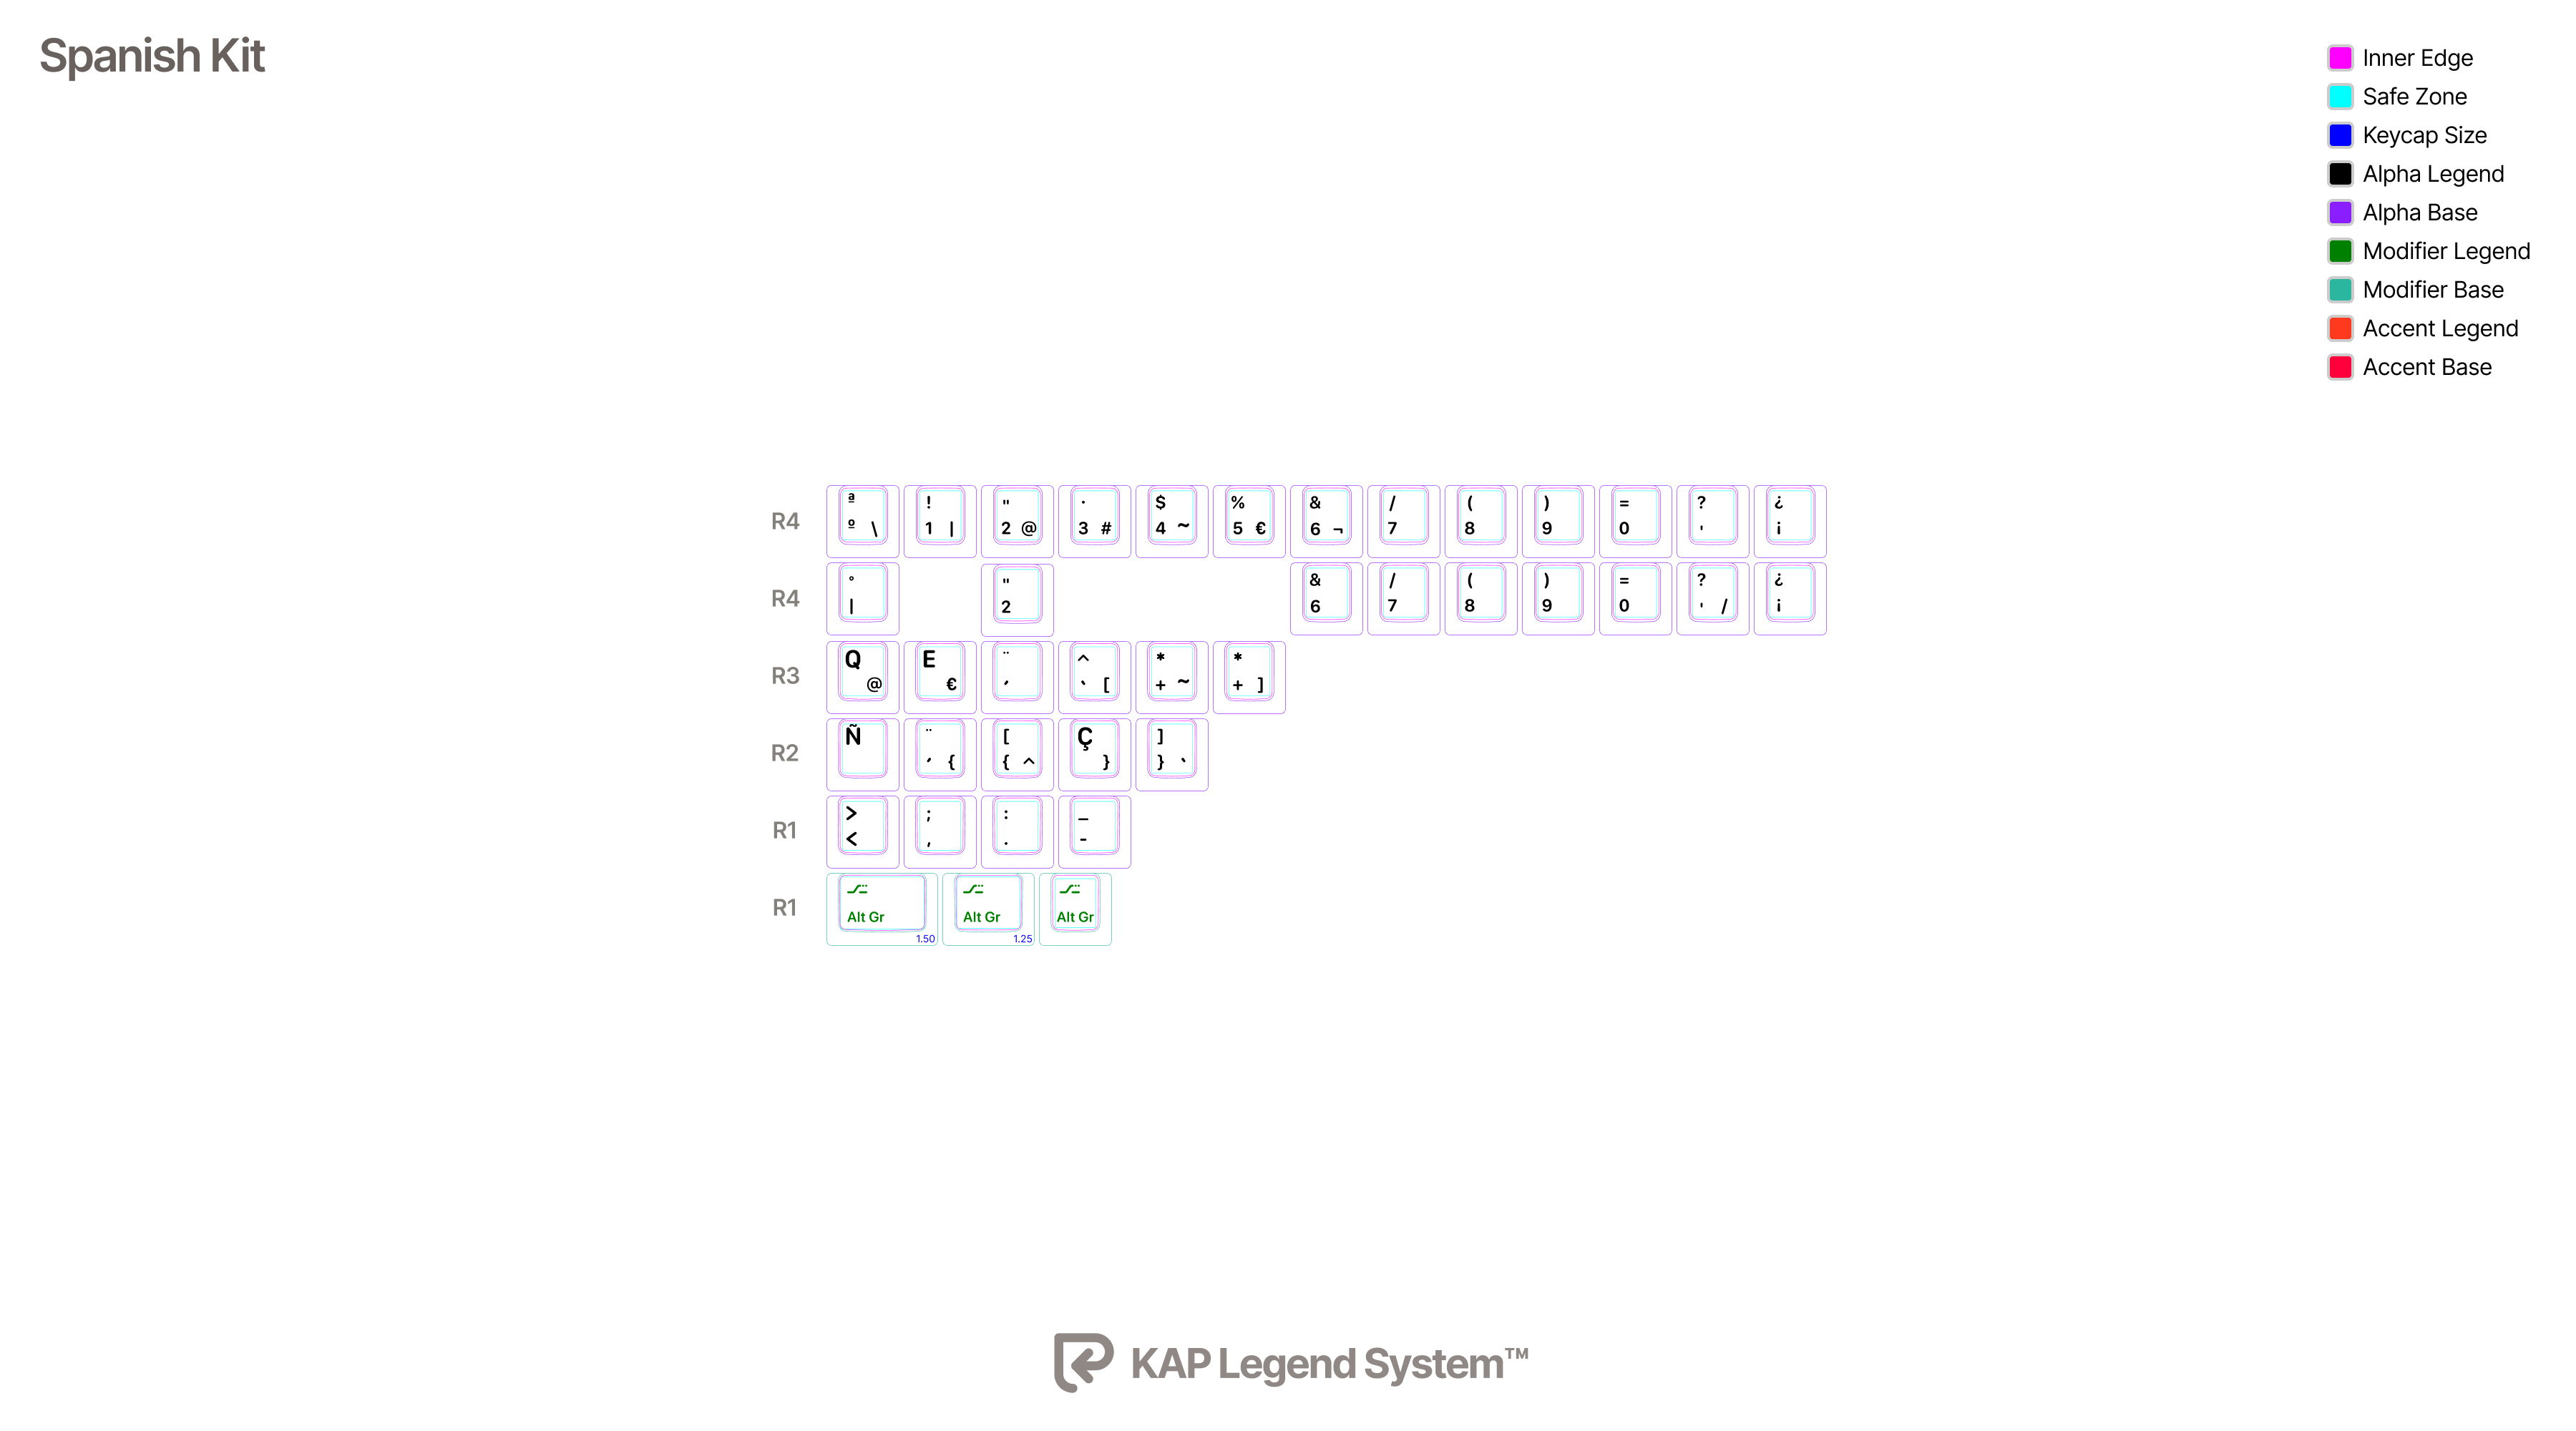 Spanish Kit
Inner Edge
Safe Zone
Keycap Size
Alpha Legend
Alpha Base
Modifier Legend
Modifier Base
Accent Legend
Accent Base
R4
ª ! " · $ % & / ( ) = ? ¿
º \ 1 | 2 @ 3 # 4 ~ 5 € 6 ¬ 7 8 9 0 ' ¡
R4
° " & / ( ) = ? ¿
| 2 6 7 8 9 0 ' / ¡
R3
Q E ¨ ^ * *
@ € ´ ` [ + ~ + ]
R2
Ñ ¨ [ Ç ]
´ { { ^ } } `
R1
> ; : _
< , . -
R1
Alt Gr Alt Gr Alt Gr
1.50 1.25
KAP Legend System™